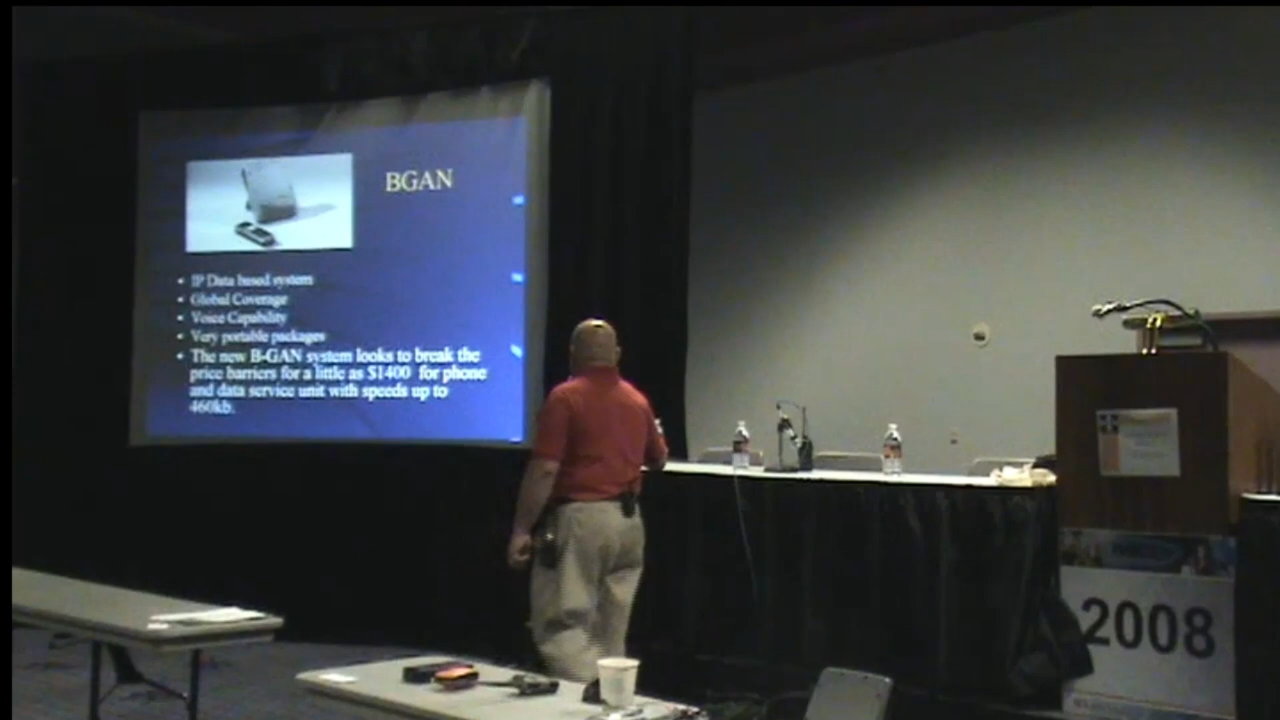 BGAN
• IP Data based system
• Global Coverage
• Voice Capability
• Very portable packages
• The new B-GAN system looks to break the
price barriers for a little as $1400 for phone
and data service unit with speeds up to
460kb.
2008